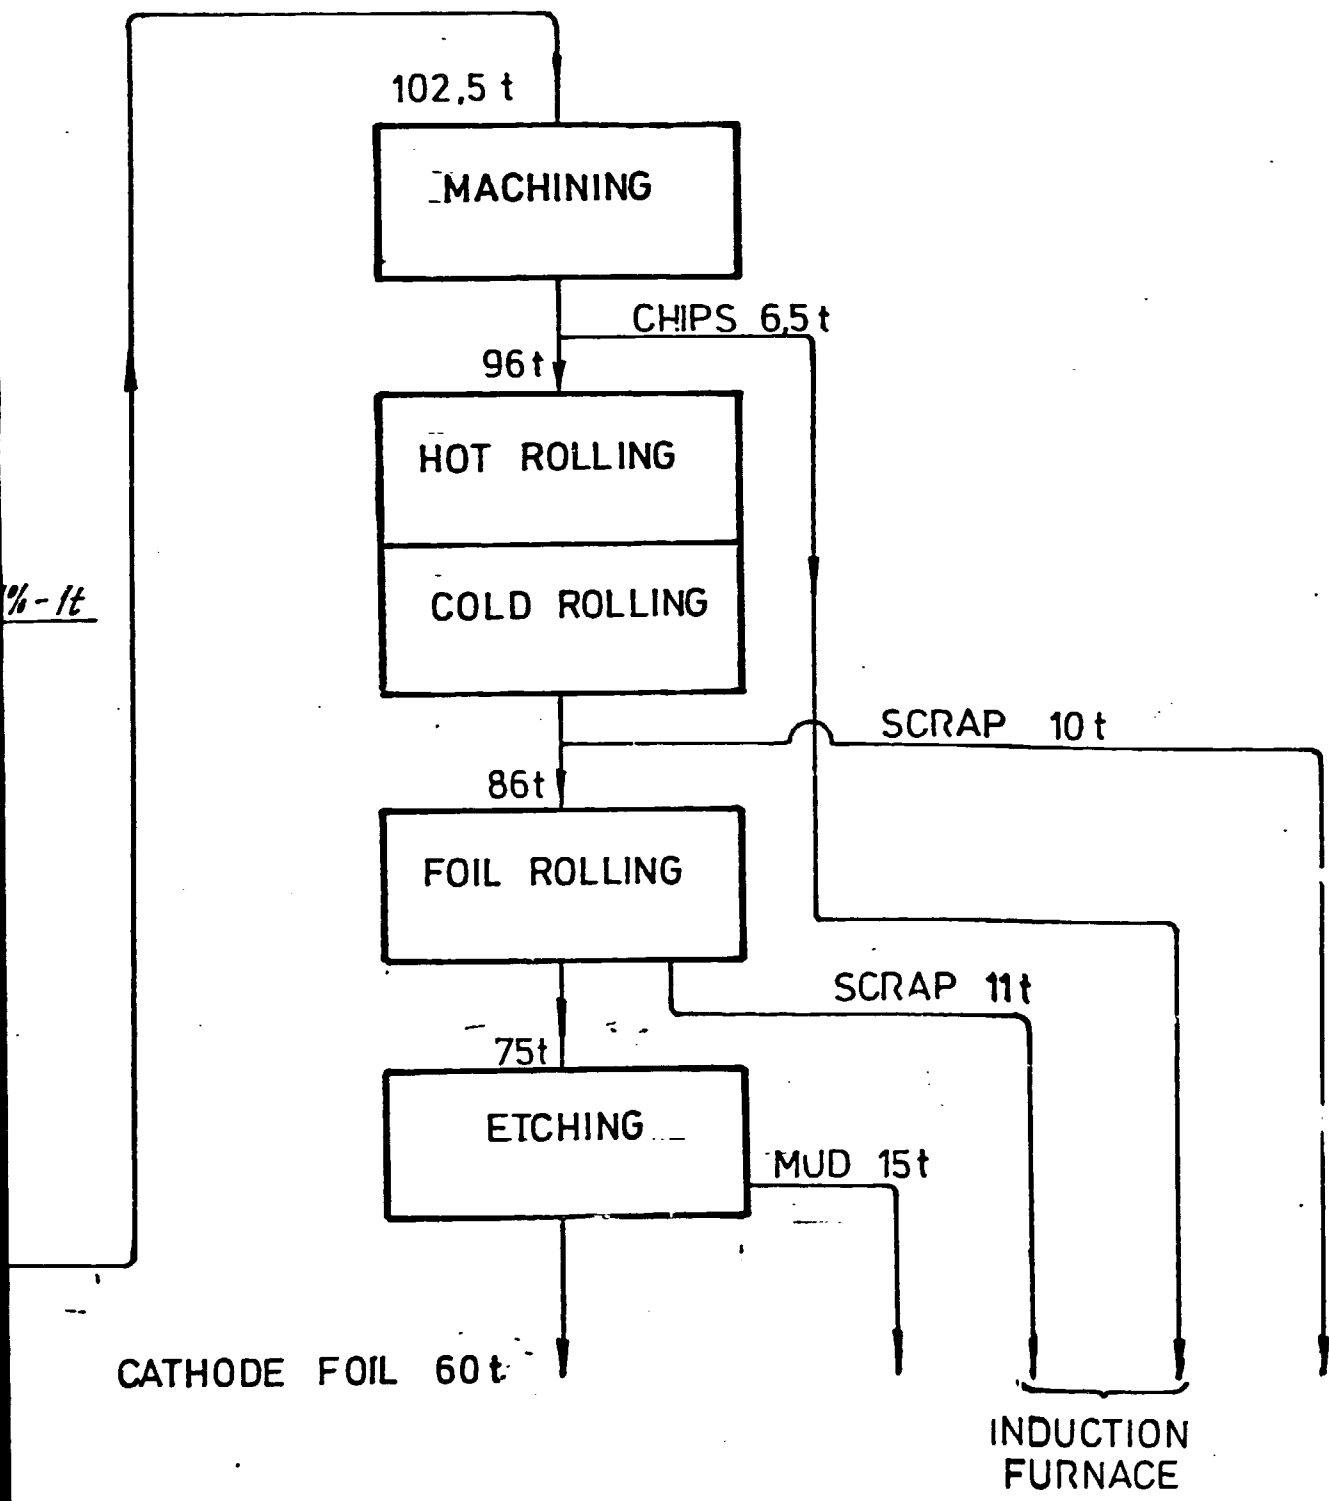 102,5 t
MACHINING
CHIPS 6,5 t
96 t
HOT ROLLING
COLD ROLLING
% - 1t
SCRAP 10 t
86 t
FOIL ROLLING
SCRAP 11 t
75 t
ETCHING
MUD 15 t
CATHODE FOIL 60 t
INDUCTION
FURNACE